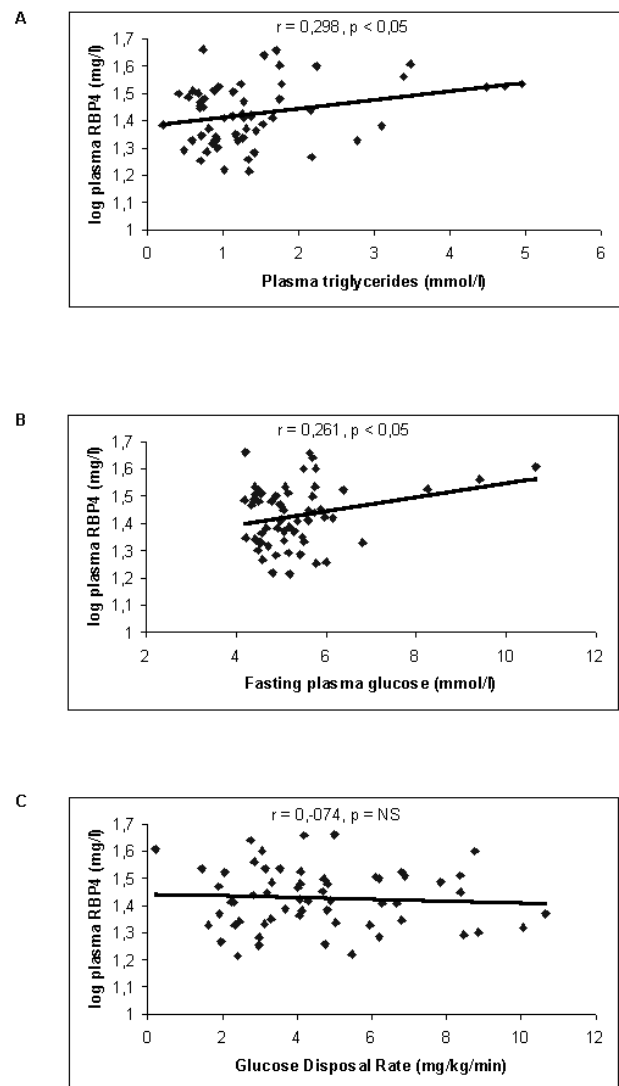 A
r = 0,298, p < 0,05
1,7
1,6
1,5
1,4
1,3
1,2
1,1
1
log plasma RBP4 (mg/l)
0 1 2 3 4 5 6
Plasma triglycerides (mmol/l)
B
r = 0,261, p < 0,05
1,7
1,6
1,5
1,4
1,3
1,2
1,1
1
log plasma RBP4 (mg/l)
2 4 6 8 10 12
Fasting plasma glucose (mmol/l)
C
r = 0,-074, p = NS
1,7
1,6
1,5
1,4
1,3
1,2
1,1
1
log plasma RBP4 (mg/l)
0 2 4 6 8 10 12
Glucose Disposal Rate (mg/kg/min)